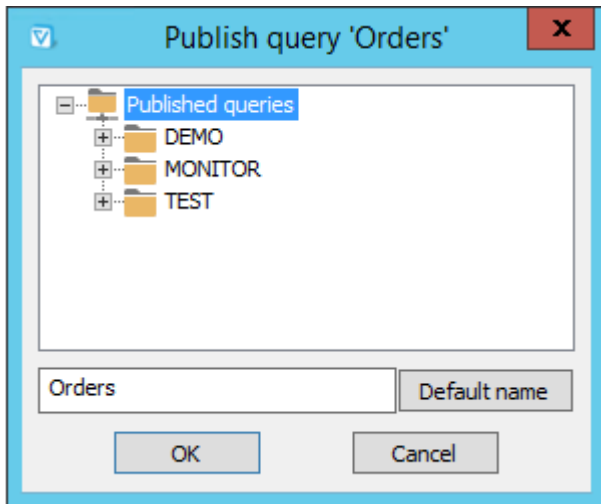 Publish query 'Orders'
x
Published queries
DEMO
MONITOR
TEST
Orders
Default name
OK
Cancel